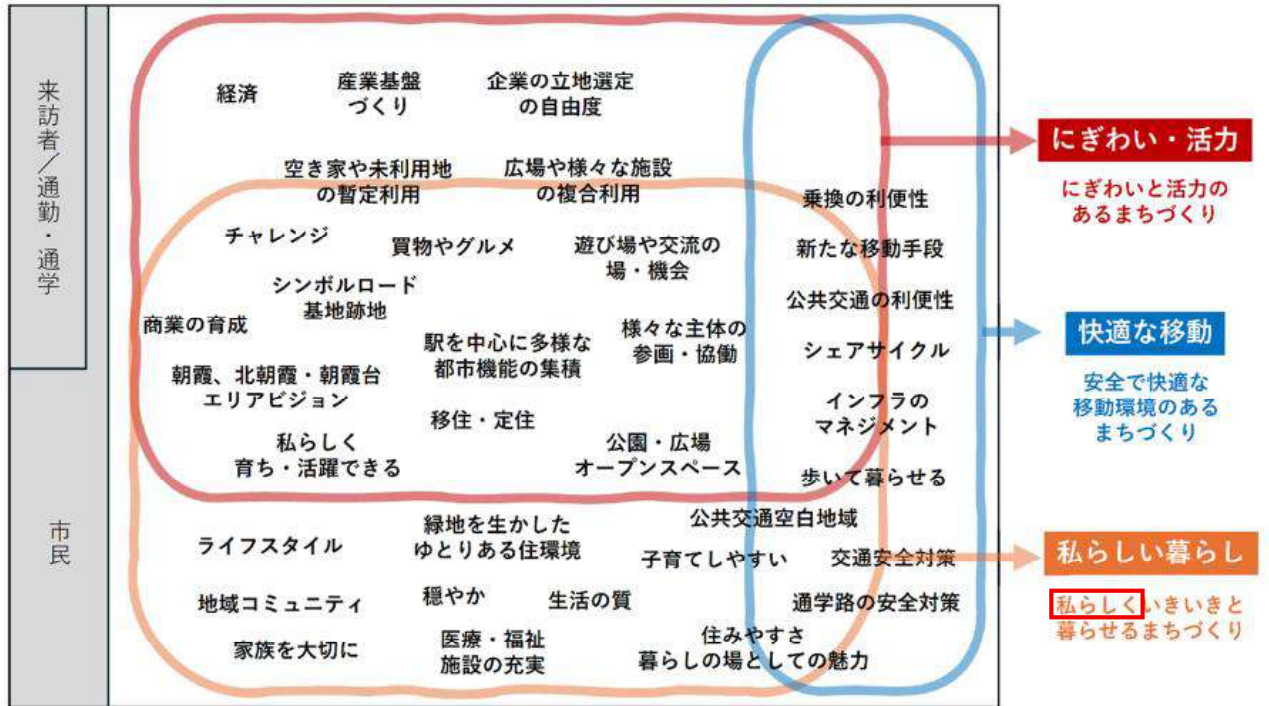 来訪者／通勤・通学
市民
経済
産業基盤
づくり
企業の立地選定
の自由度
空き家や未利用地
の暫定利用
広場や様々な施設
の複合利用
チャレンジ
買物やグルメ
遊び場や交流の
場・機会
シンボルロード
基地跡地
商業の育成
駅を中心に多様な
都市機能の集積
様々な主体の
参画・協働
朝霞、北朝霞・朝霞台
エリアビジョン
移住・定住
私らしく
育ち・活躍できる
公園・広場
オープンスペース
乗換の利便性
新たな移動手段
公共交通の利便性
シェアサイクル
インフラの
マネジメント
歩いて暮らせる
公共交通空白地域
ライフスタイル
緑地を生かした
ゆとりある住環境
子育てしやすい
交通安全対策
地域コミュニティ
穏やか
生活の質
通学路の安全対策
家族を大切に
医療・福祉
施設の充実
住みやすさ
暮らしの場としての魅力
にぎわい・活力
にぎわいと活力の
あるまちづくり
快適な移動
安全で快適な
移動環境のある
まちづくり
私らしい暮らし
私らしくいきいきと
暮らせるまちづくり